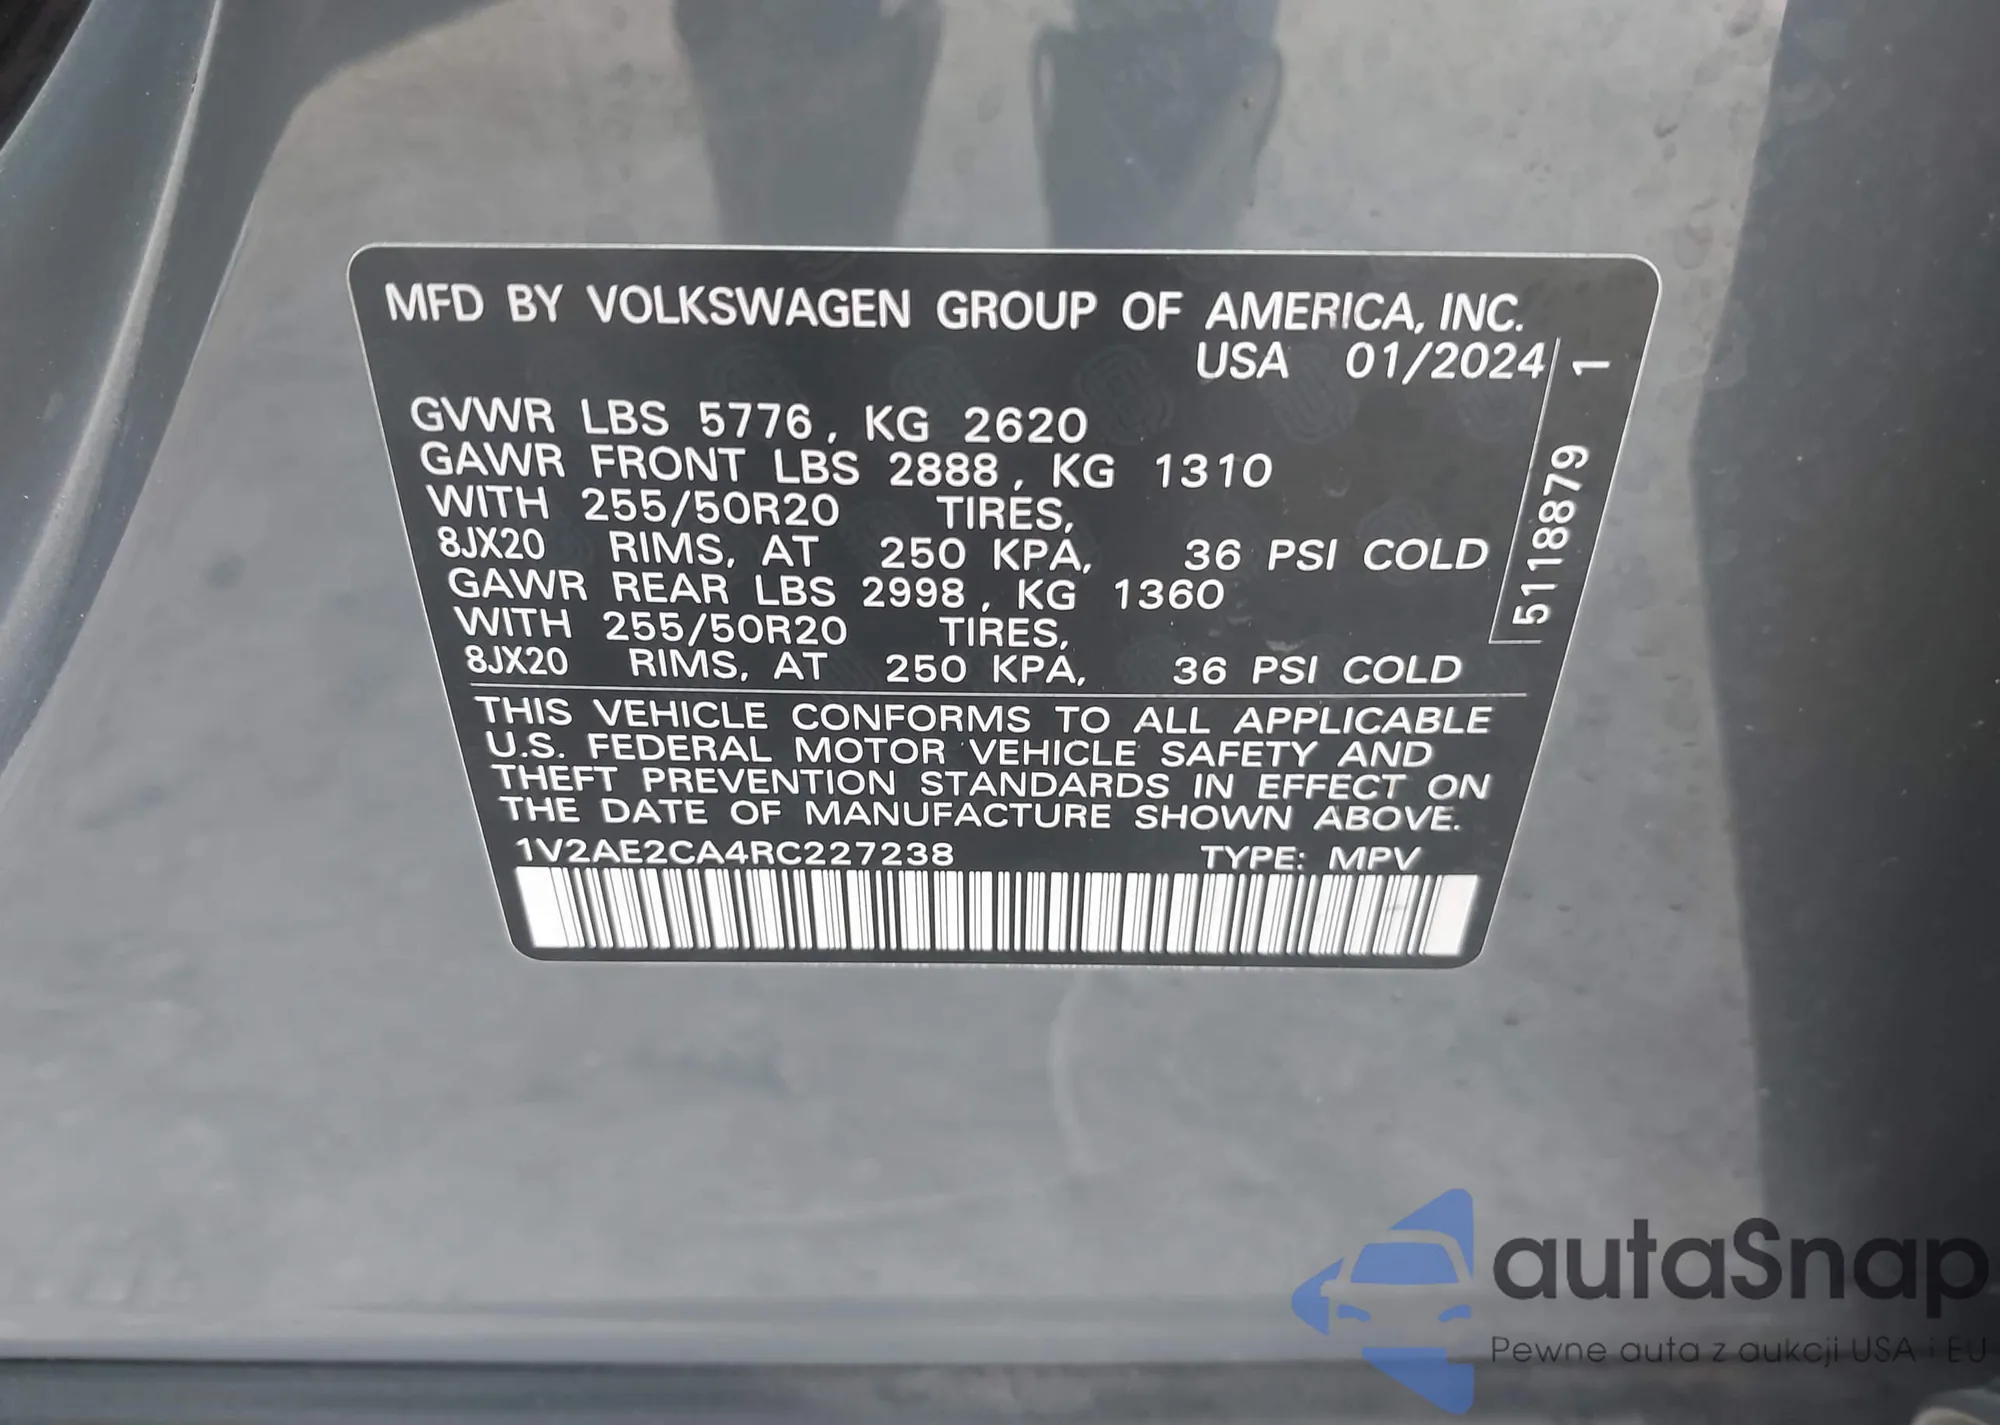 MFD BY VOLKSWAGEN GROUP OF AMERICA, INC.
USA 01/2024
GVWR LBS 5776, KG 2620
GAWR FRONT LBS 2888, KG 1310
WITH 255/50R20 TIRES,
8JX20 RIMS, AT 250 KPA, 36 PSI COLD
GAWR REAR LBS 2998, KG 1360
WITH 255/50R20 TIRES,
8JX20 RIMS, AT 250 KPA, 36 PSI COLD
5118879 1
THIS VEHICLE CONFORMS TO ALL APPLICABLE
U.S. FEDERAL MOTOR VEHICLE SAFETY AND
THEFT PREVENTION STANDARDS IN EFFECT ON
THE DATE OF MANUFACTURE SHOWN ABOVE.
1V2AE2CA4RC227238 TYPE: MPV
autaSnap
Pewne auta z aukcji USA i EU